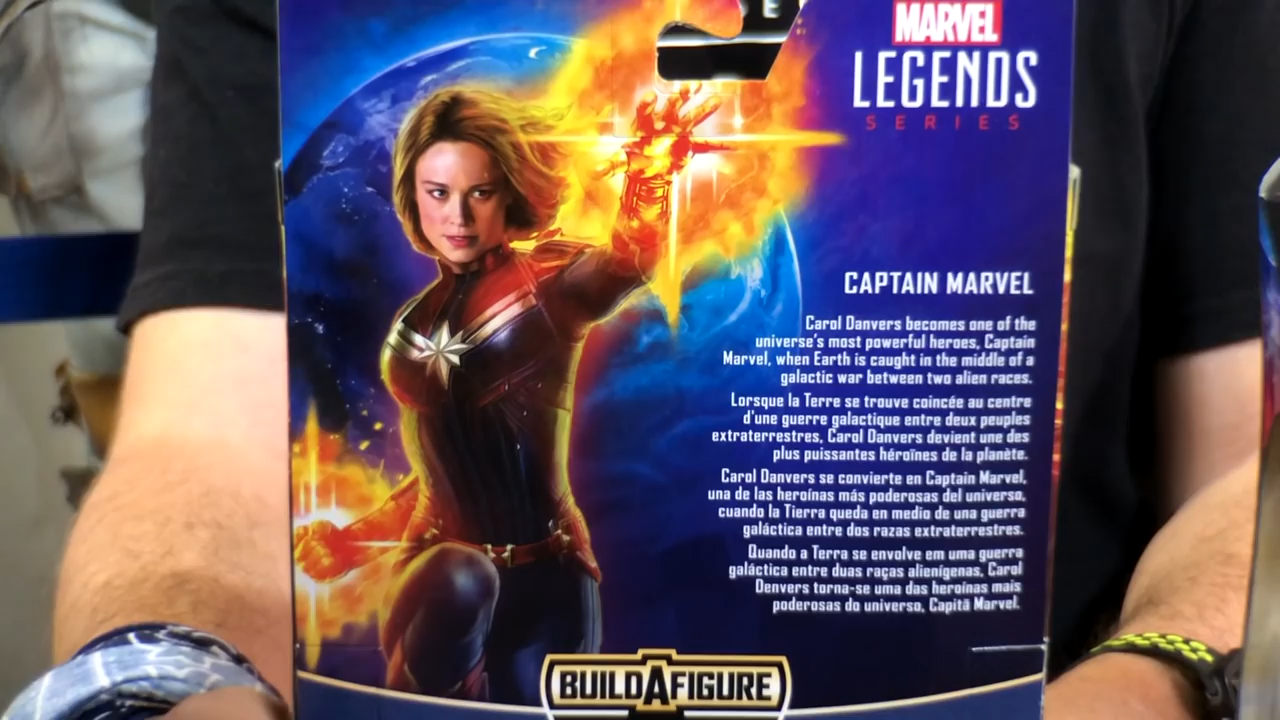 MARVEL
LEGENDS
SERIES
CAPTAIN MARVEL
Carol Danvers becomes one of the
universe's most powerful heroes, Captain
Marvel, when Earth is caught in the middle of a
galactic war between two alien races.
Lorsque la Terre se trouve coincée au centre
d'une guerre galactique entre deux peuples
extraterrestres, Carol Danvers devient une des
plus puissantes héroïnes de la planète.
Carol Danvers se convierte en Captain Marvel,
una de las heroínas más poderosas del universo,
cuando la Tierra queda en medio de una guerra
galáctica entre dos razas extraterrestres.
Quando a Terra se envolve em uma guerra
galáctica entre duas raças alienígenas, Carol
Denvers torna-se uma das heroínas mais
poderosas do universo, Capitã Marvel.
BUILDAFIGURE